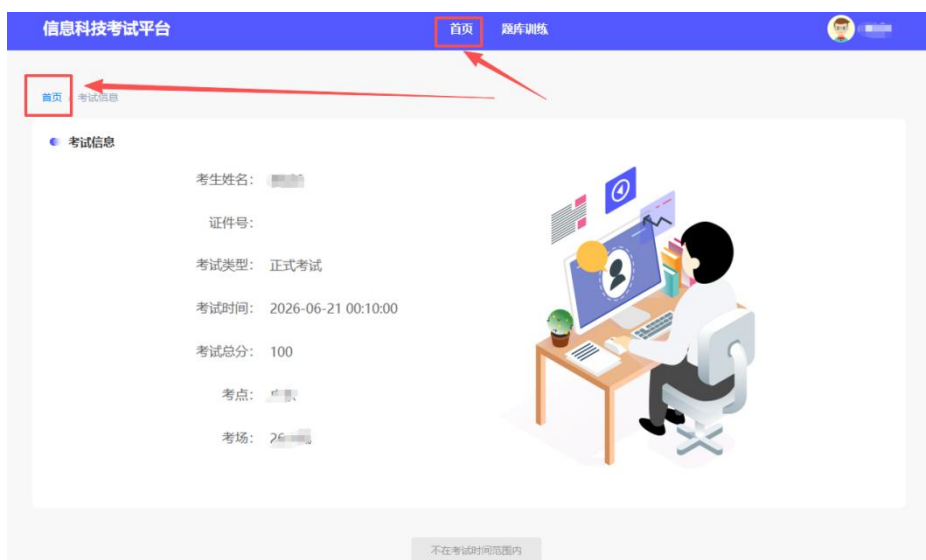 信息科技考试平台
首页 题库训练
首页 / 考试信息
考试信息
考生姓名：
证件号：
考试类型： 正式考试
考试时间： 2026-06-21 00:10:00
考试总分： 100
考点：
考场： 26
不在考试时间范围内